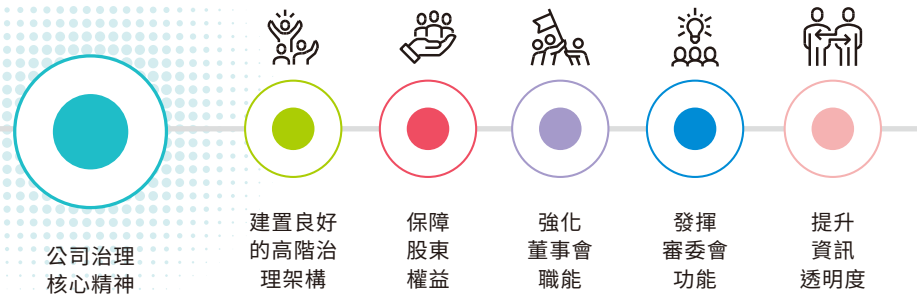 公司治理
核心精神
建置良好
的高階治
理架構
保障
股東
權益
強化
董事會
職能
發揮
審委會
功能
提升
資訊
透明度